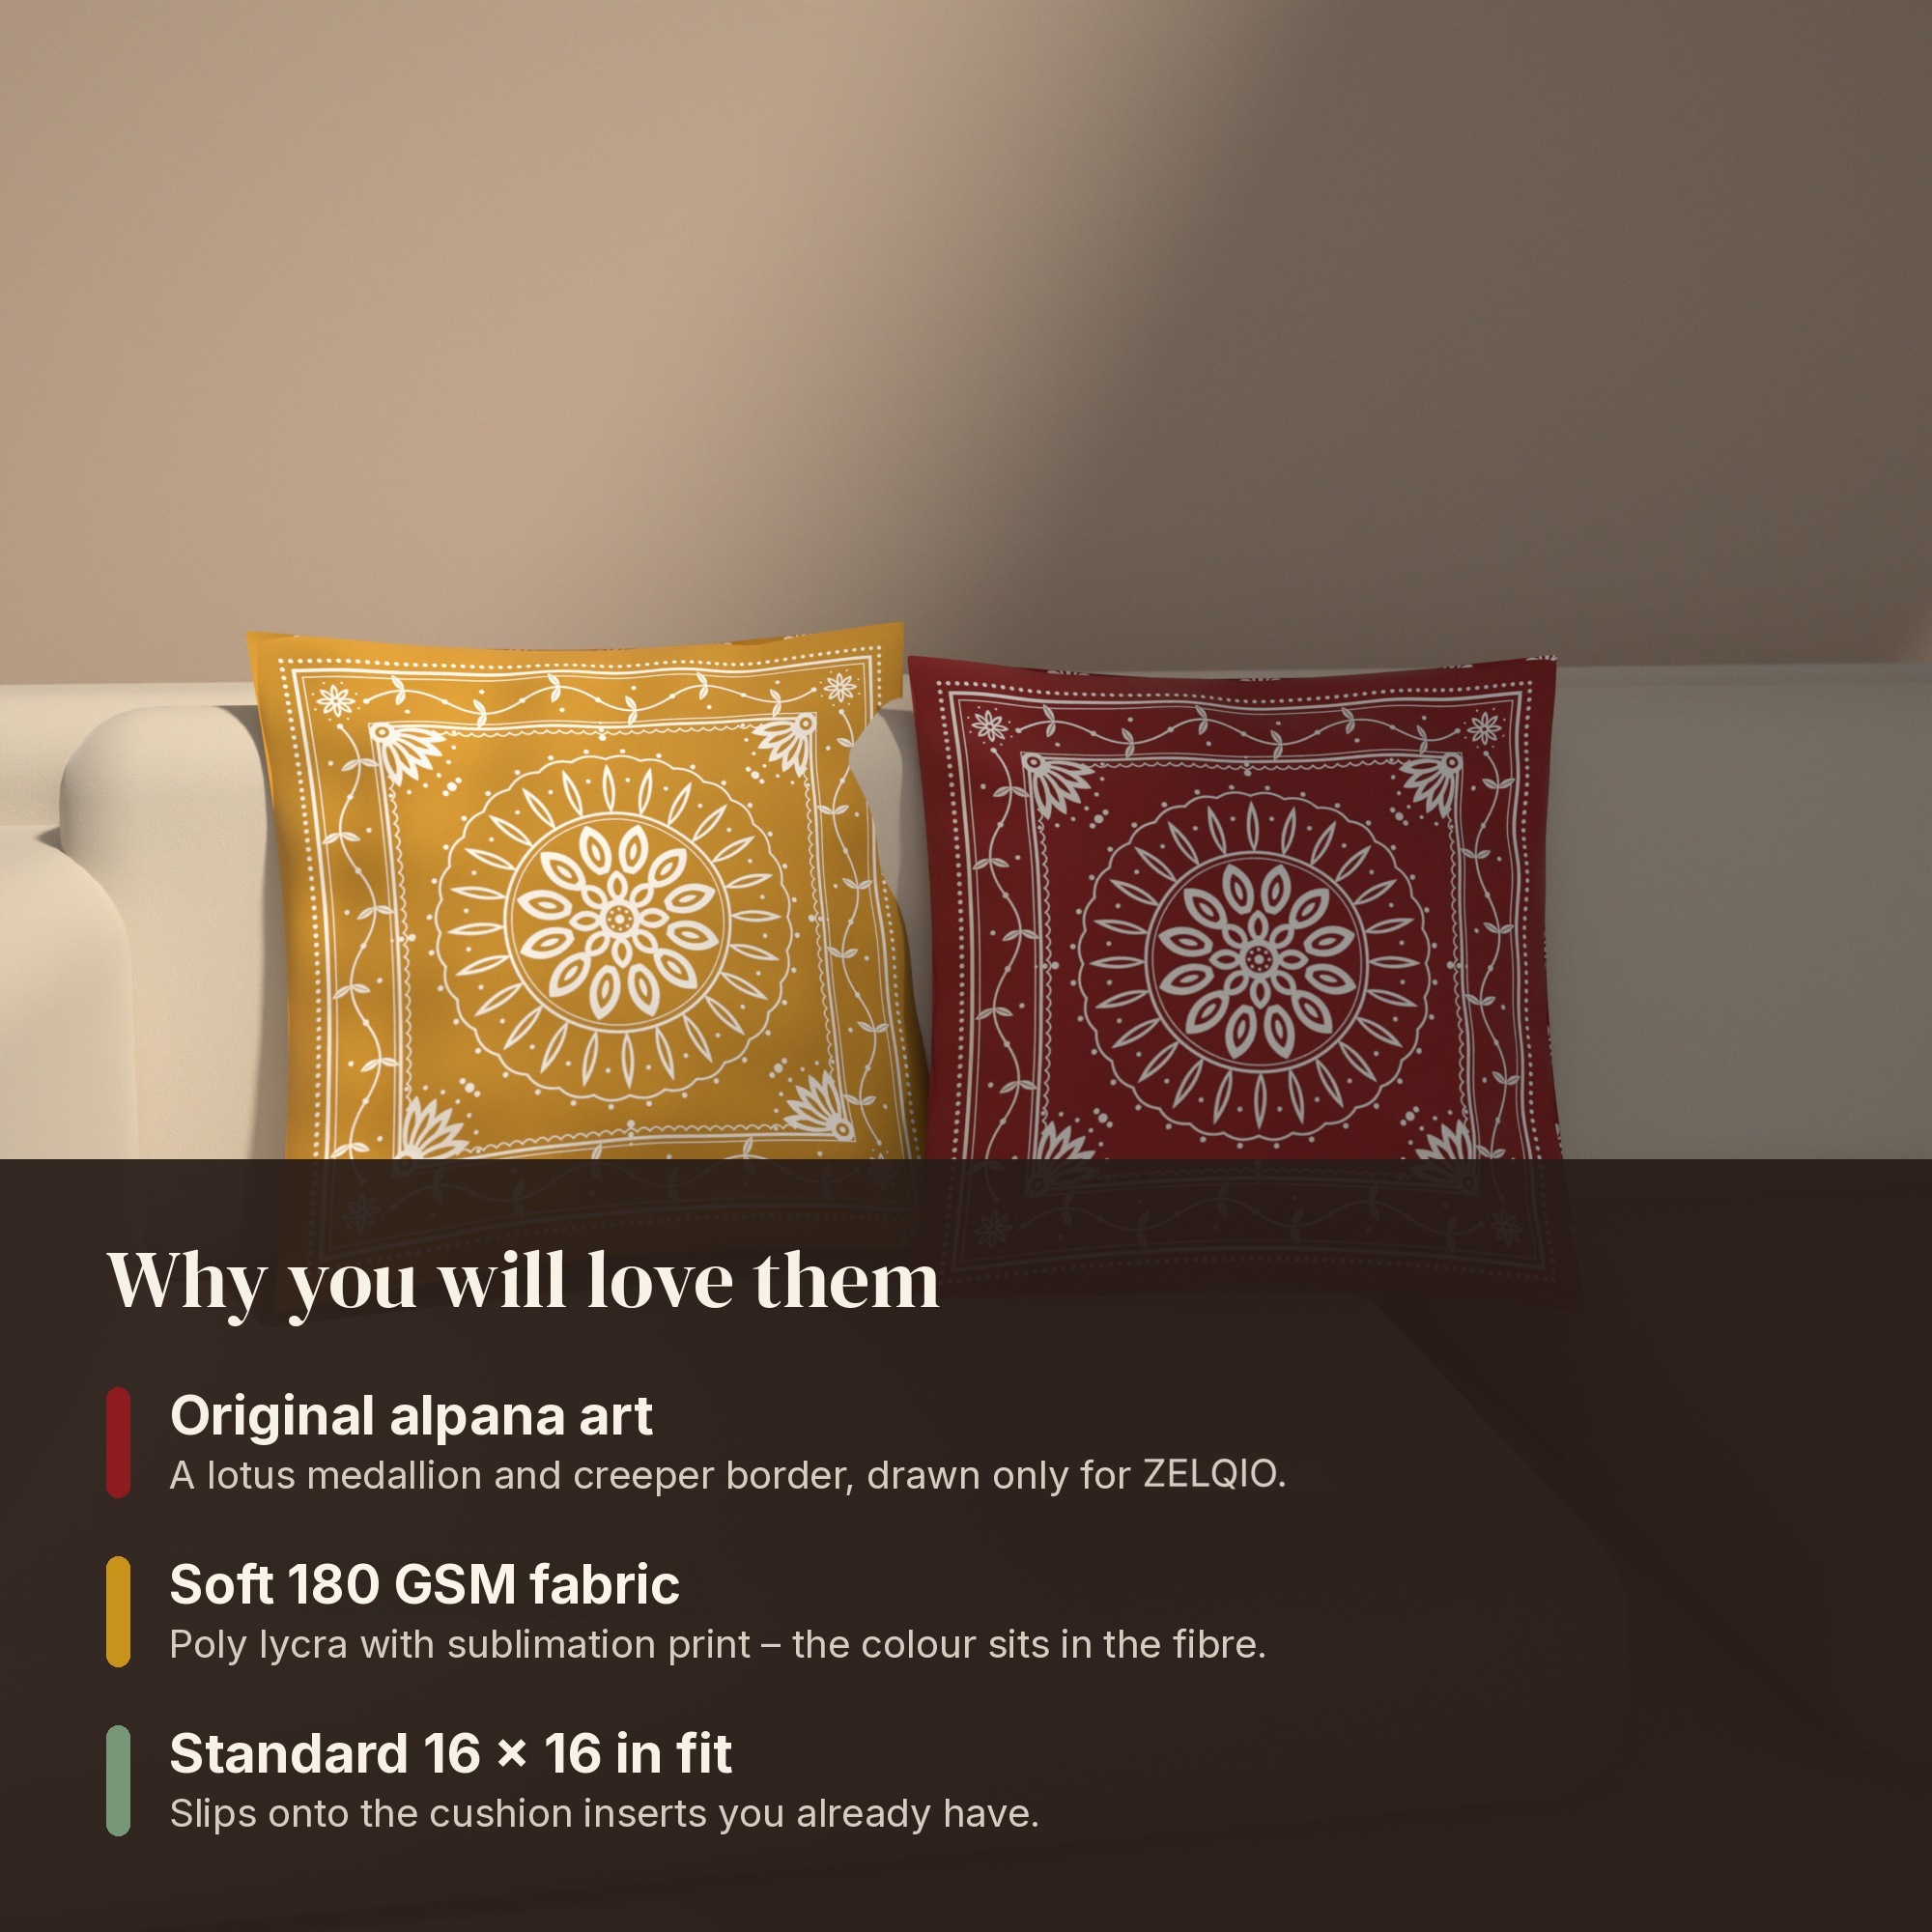 Why you will love them
Original alpana art
A lotus medallion and creeper border, drawn only for ZELQIO.
Soft 180 GSM fabric
Poly lycra with sublimation print – the colour sits in the fibre.
Standard 16 × 16 in fit
Slips onto the cushion inserts you already have.